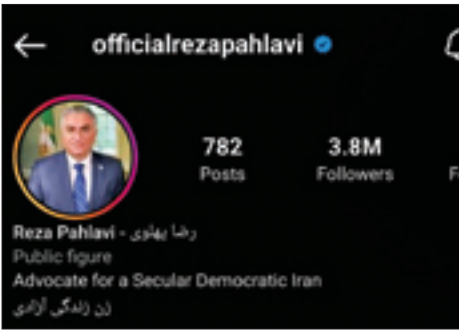 officialrezapahlavi
782
3.8M
Posts
Followers
F
Reza Pahlavi - رضا پهلوی
Public figure
Advocate for a Secular Democratic Iran
زن زندگی آزادی